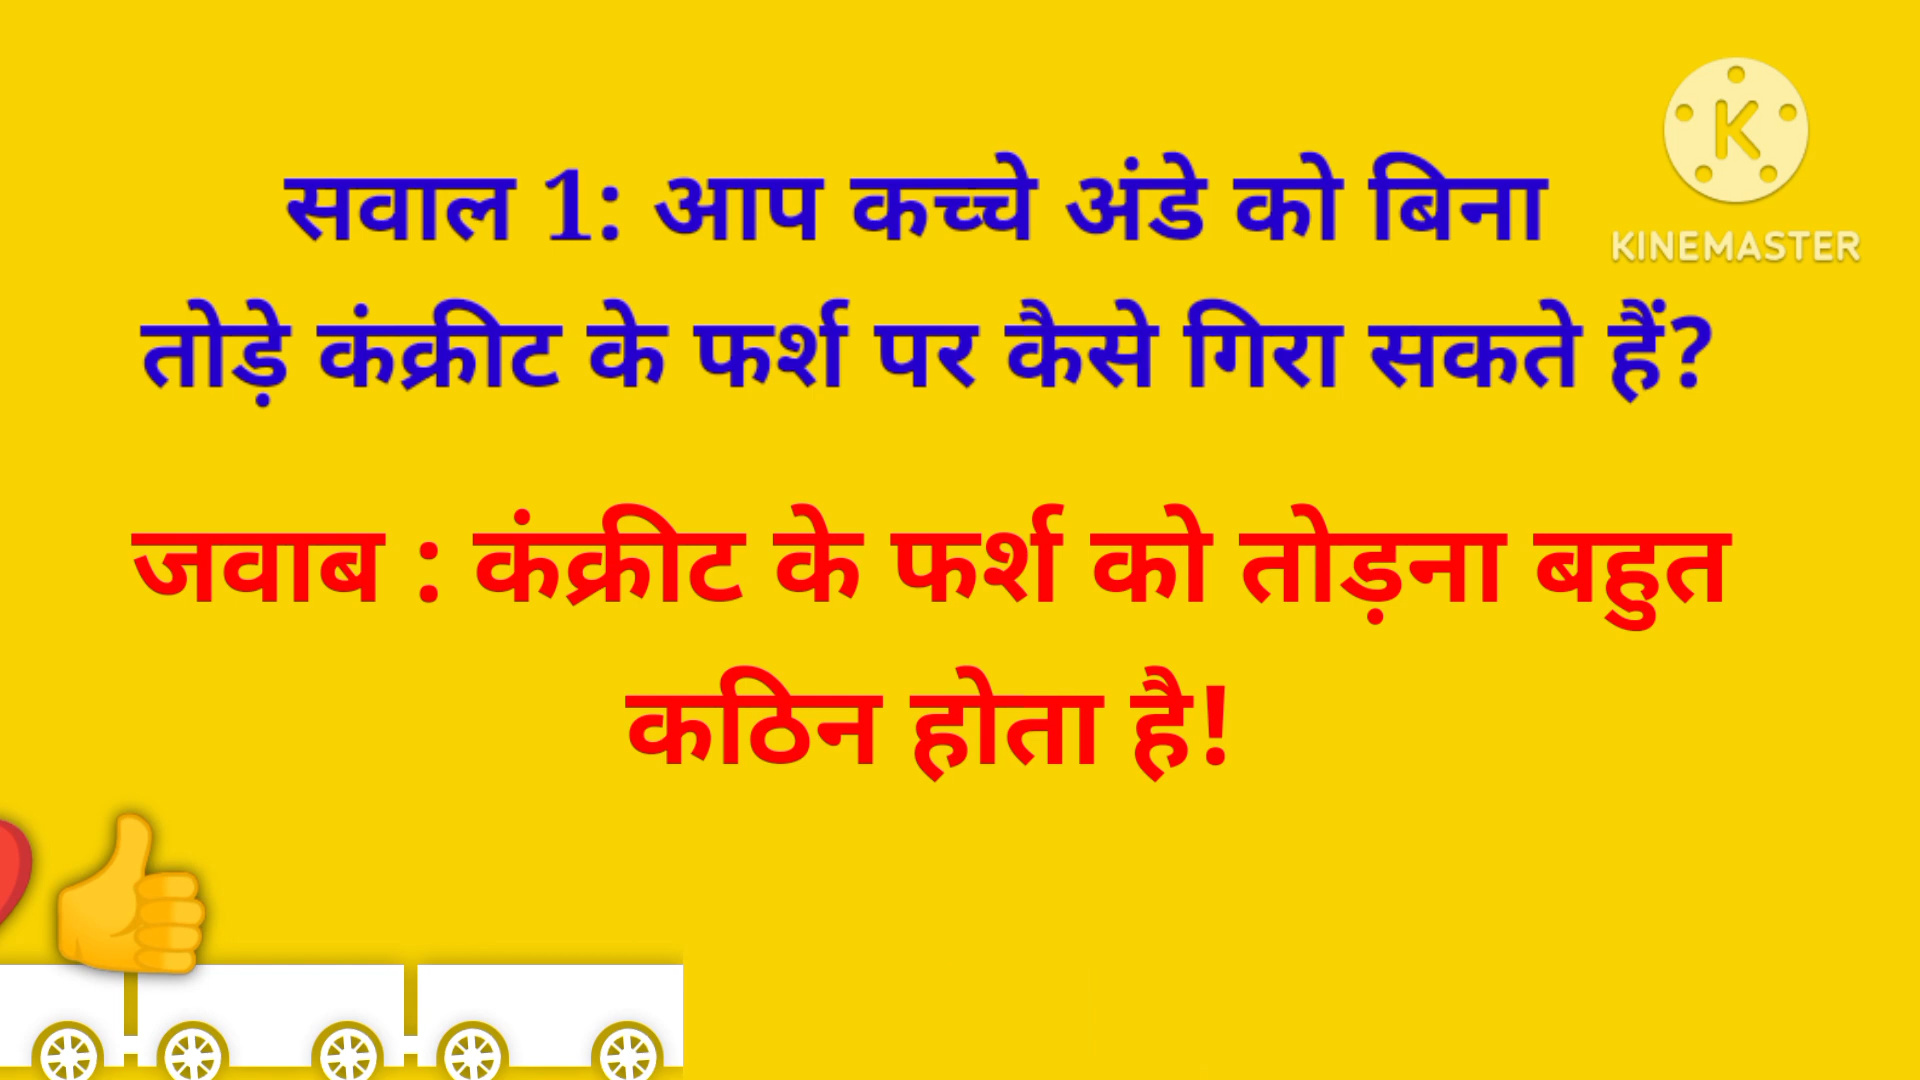 सवाल 1: आप कच्चे अंडे को बिना
तोड़े कंक्रीट के फर्श पर कैसे गिरा सकते हैं?
जवाब : कंक्रीट के फर्श को तोड़ना बहुत
कठिन होता है!
K
KINEMASTER